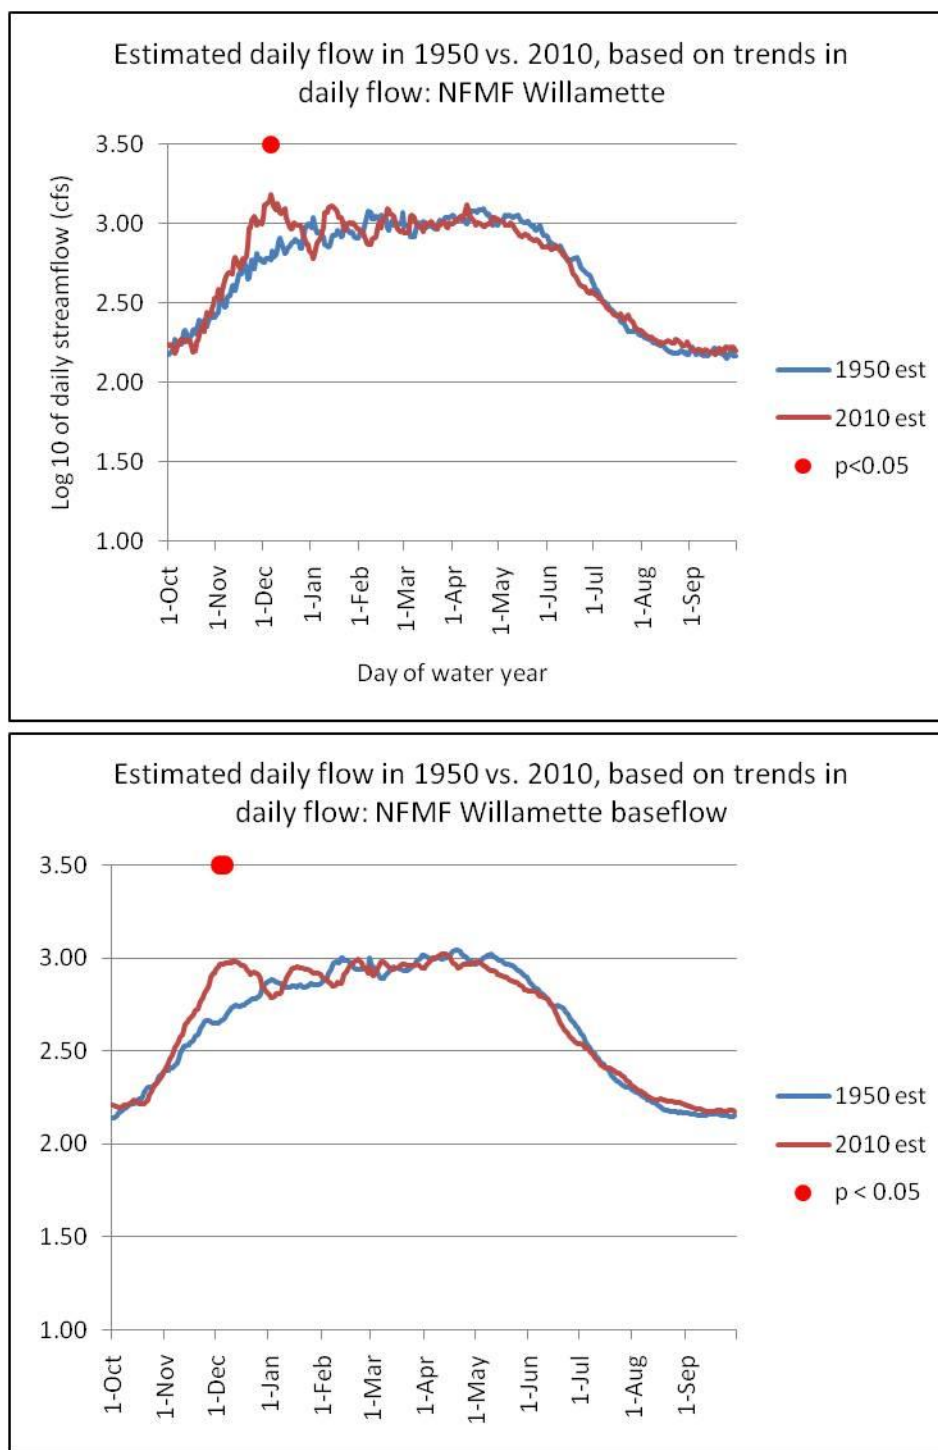 Estimated daily flow in 1950 vs. 2010, based on trends in
daily flow: NFMF Willamette
Log 10 of daily streamflow (cfs)
3.50
3.00
2.50
2.00
1.50
1.00
1-Oct
1-Nov
1-Dec
1-Jan
1-Feb
1-Mar
1-Apr
1-May
1-Jun
1-Jul
1-Aug
1-Sep
Day of water year
1950 est
2010 est
p<0.05
Estimated daily flow in 1950 vs. 2010, based on trends in
daily flow: NFMF Willamette baseflow
3.50
3.00
2.50
2.00
1.50
1.00
1-Oct
1-Nov
1-Dec
1-Jan
1-Feb
1-Mar
1-Apr
1-May
1-Jun
1-Jul
1-Aug
1-Sep
1950 est
2010 est
p < 0.05